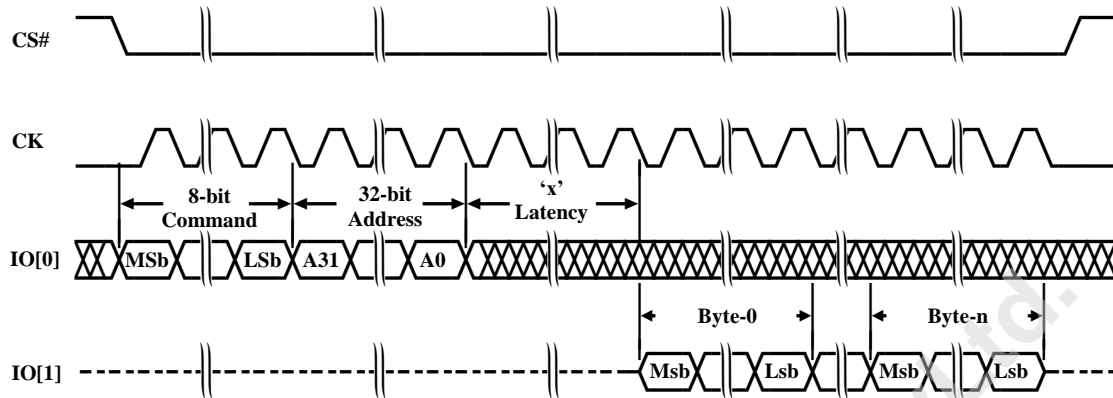 CS#
CK
8-bit
Command
32-bit
Address
‘x’
Latency
IO[0]
MSb
LSb
A31
A0
Byte-0
Byte-n
IO[1]
Msb
Lsb
Msb
Lsb
Ltd.